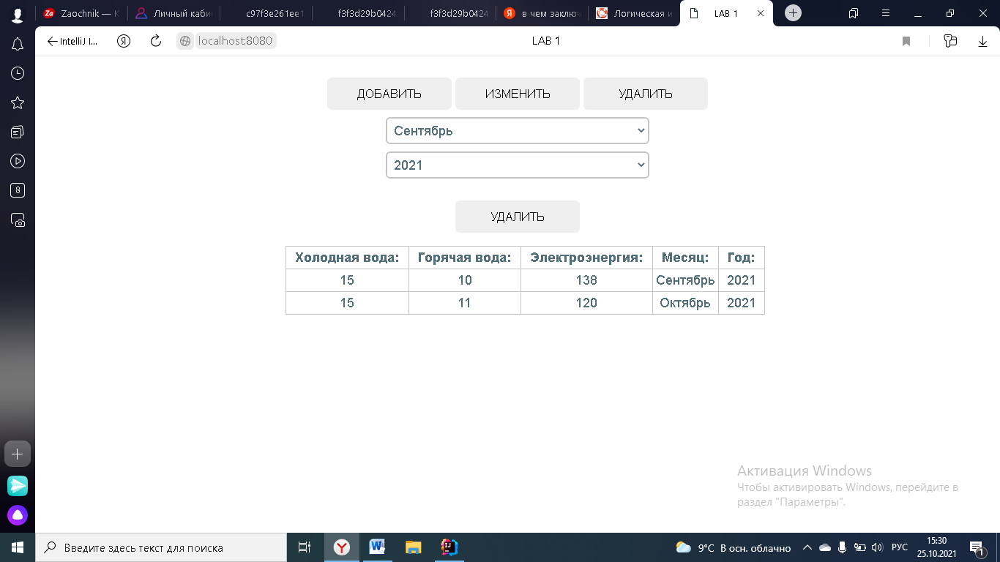 Zaochnik — К
Личный каби
c97f3e261ee1
f3f3d29b0424
f3f3d29b0424
в чем заключ
Логическая и
LAB 1
IntelliJ I...
localhost:8080
LAB 1
ДОБАВИТЬ ИЗМЕНИТЬ УДАЛИТЬ
Сентябрь
2021
УДАЛИТЬ
Холодная вода: Горячая вода: Электроэнергия: Месяц: Год:
15 10 138 Сентябрь 2021
15 11 120 Октябрь 2021
Активация Windows
Чтобы активировать Windows, перейдите в
раздел "Параметры".
Введите здесь текст для поиска
9°C В осн. облачно
РУС
15:30
25.10.2021
1